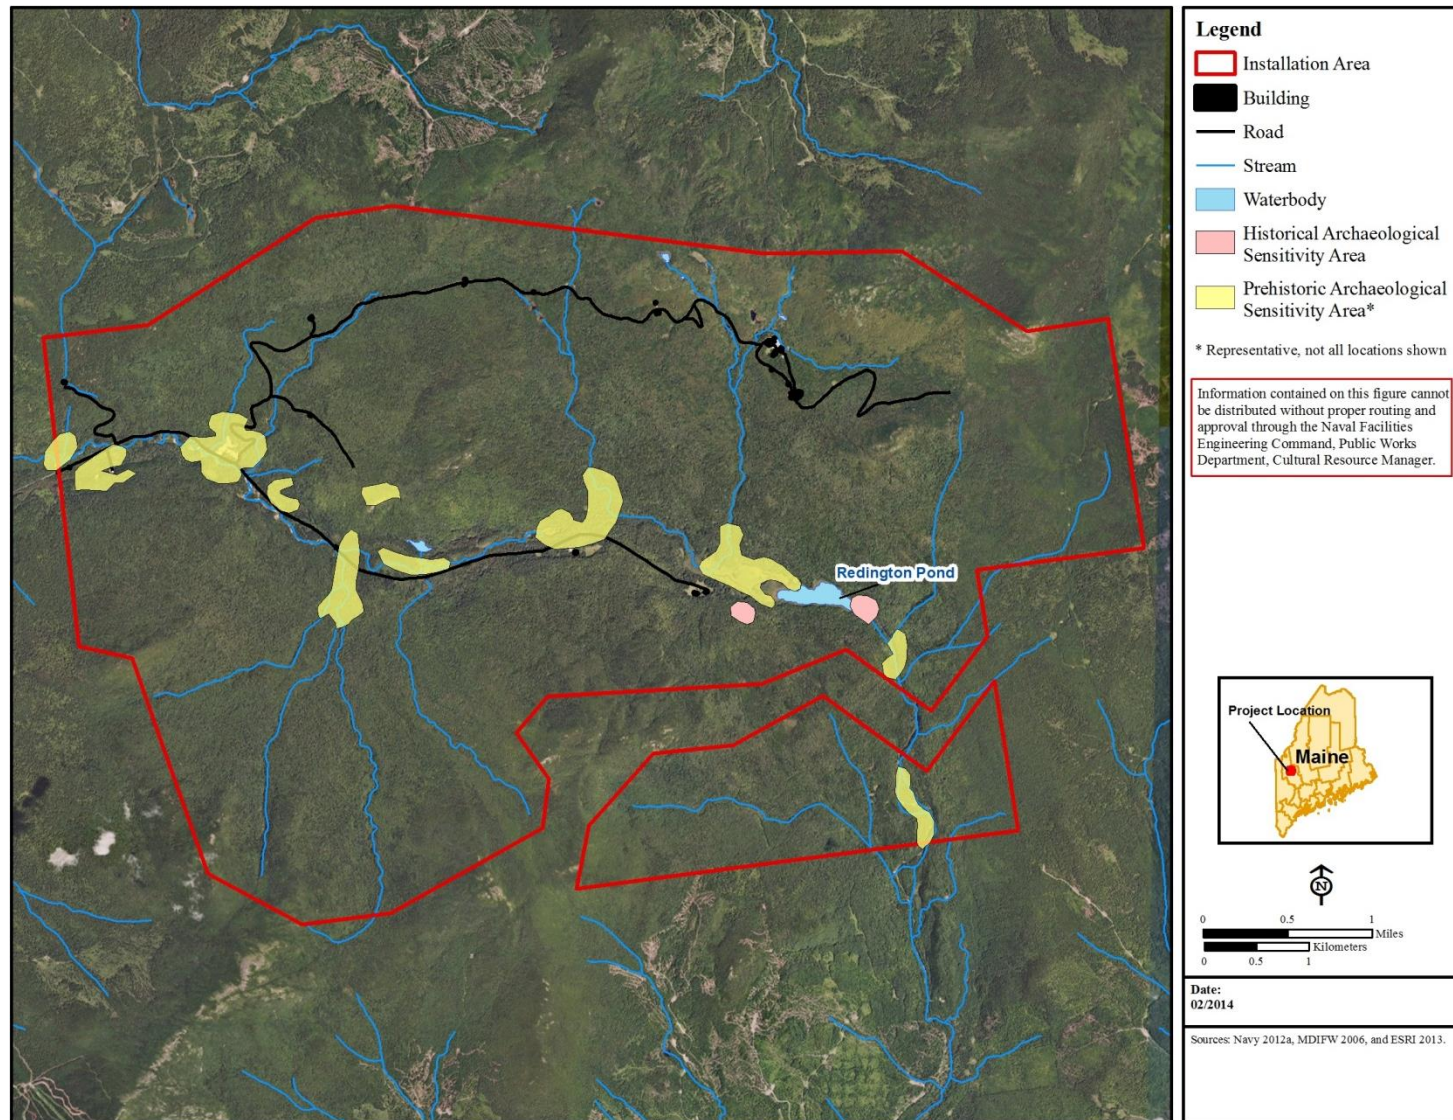 Redington Pond
Legend
Installation Area
Building
Road
Stream
Waterbody
Historical Archaeological
Sensitivity Area
Prehistoric Archaeological
Sensitivity Area*
* Representative, not all locations shown
Information contained on this figure cannot
be distributed without proper routing and
approval through the Naval Facilities
Engineering Command, Public Works
Department, Cultural Resource Manager.
Project Location
Maine
N
0 0.5 1
Miles
Kilometers
0 0.5 1
Date:
02/2014
Sources: Navy 2012a, MDIFW 2006, and ESRI 2013.